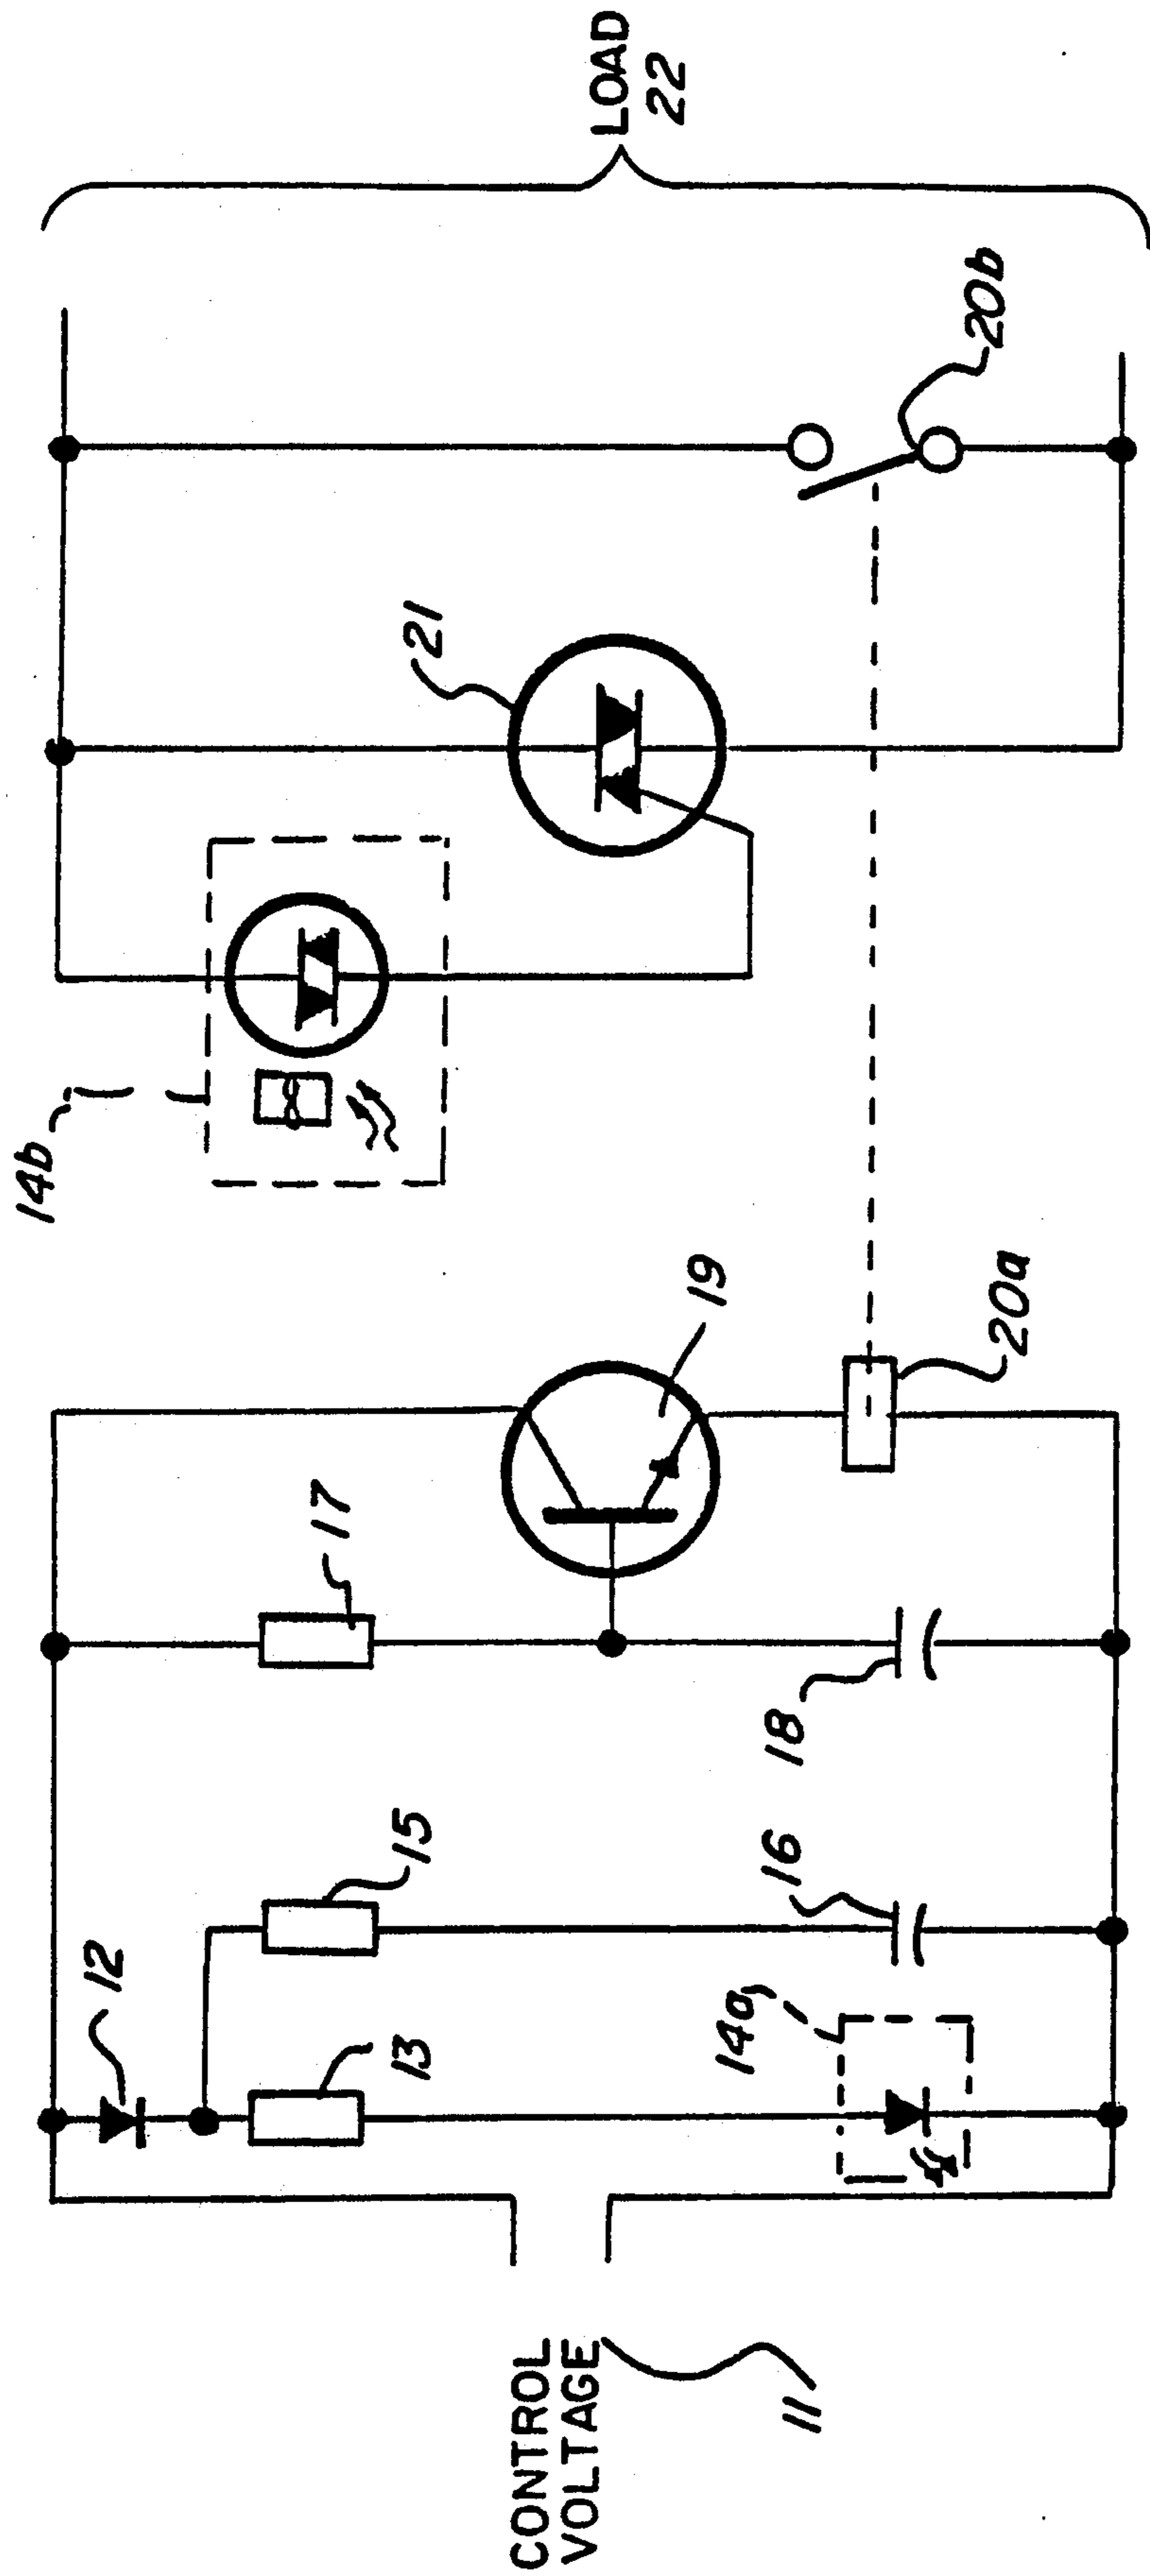 CONTROL
VOLTAGE
11
12
13
14a
15
16
17
18
19
20a
14b
21
20b
LOAD
22